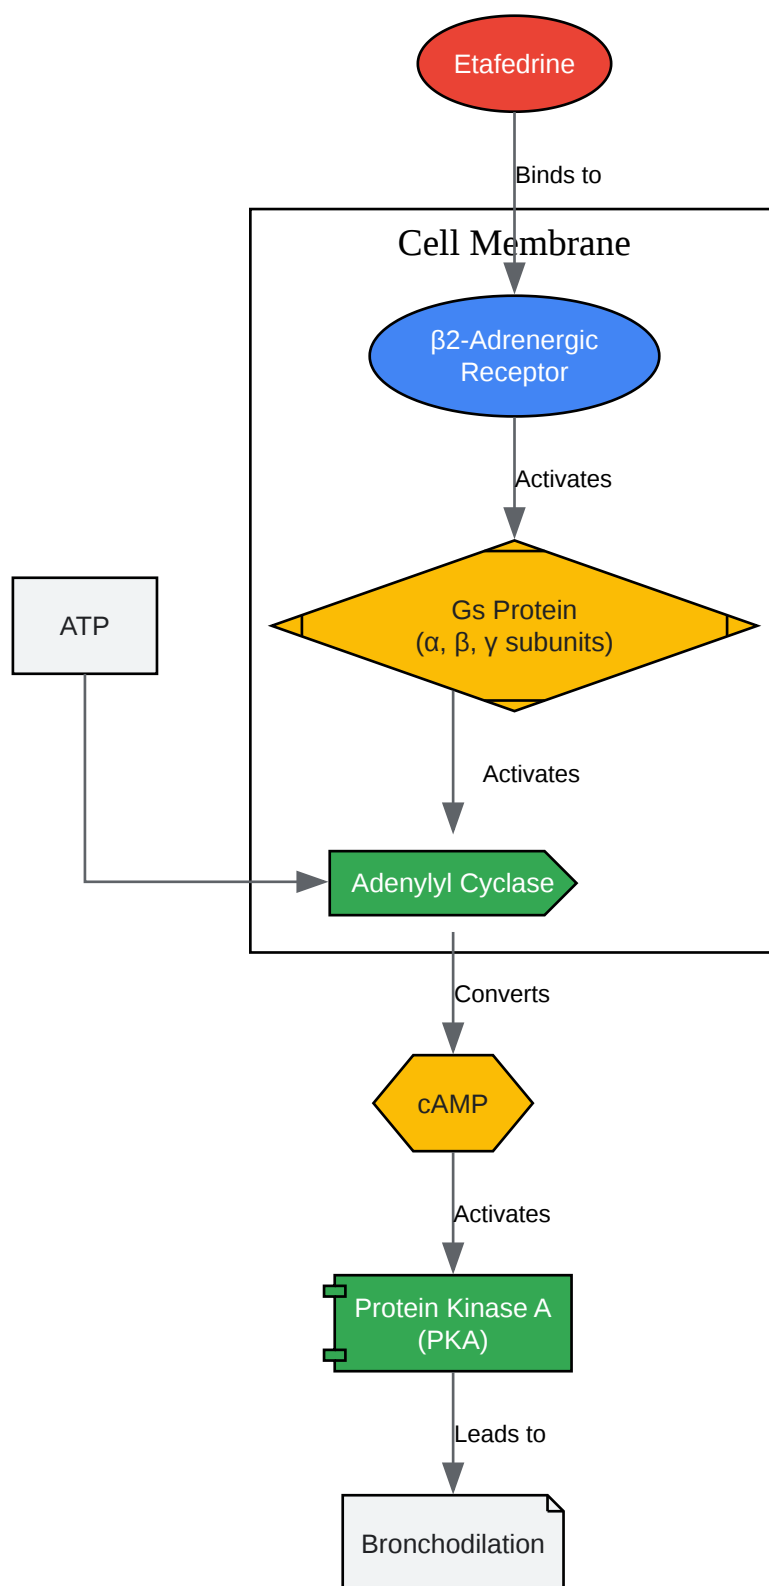 Etafedrine
Binds to
Cell Membrane
β2-Adrenergic
Receptor
Activates
Gs Protein
(α, β, γ subunits)
ATP
Activates
Adenylyl Cyclase
Converts
cAMP
Activates
Protein Kinase A
(PKA)
Leads to
Bronchodilation